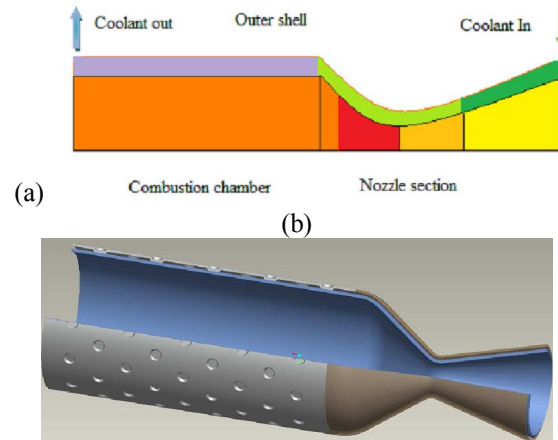 Coolant out Outer shell Coolant In
Combustion chamber Nozzle section
(a)
(b)